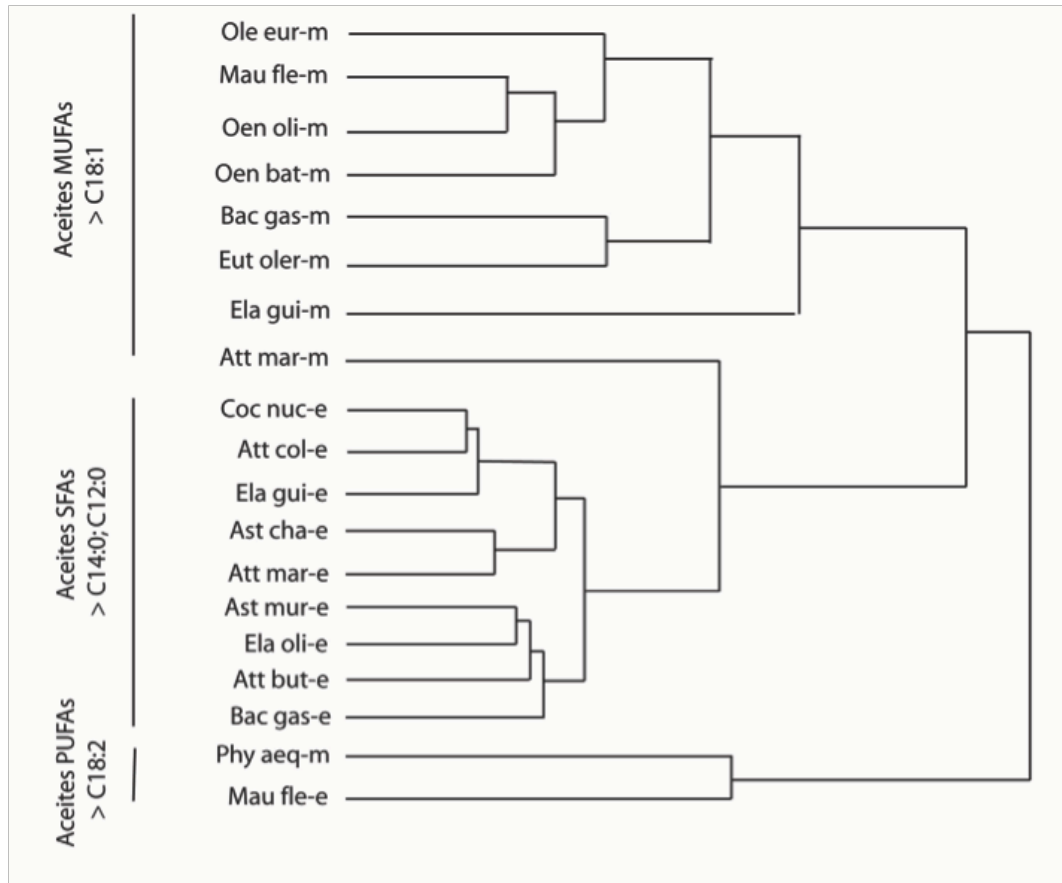 Aceites MUFAs
> C18:1
Ole eur-m
Mau fle-m
Oen oli-m
Oen bat-m
Bac gas-m
Eut oler-m
Ela gui-m
Att mar-m
Aceites SFAs
> C14:0; C12:0
Coc nuc-e
Att col-e
Ela gui-e
Ast cha-e
Att mar-e
Ast mur-e
Ela oli-e
Att but-e
Bac gas-e
Aceites PUFAs
> C18:2
Phy aeq-m
Mau fle-e